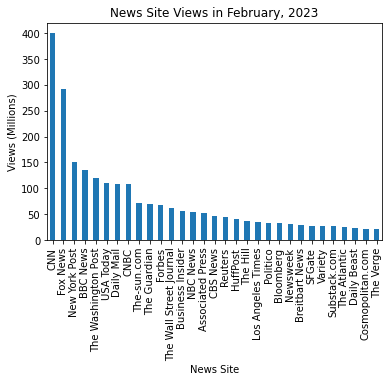 News Site Views in February, 2023
Views (Millions)
400
350
300
250
200
150
100
50
0
CNN
Fox News
New York Post
BBC News
The Washington Post
USA Today
Daily Mail
CNBC
The-sun.com
The Guardian
Forbes
The Wall Street Journal
Business Insider
NBC News
Associated Press
CBS News
Reuters
HuffPost
The Hill
Los Angeles Times
Politico
Bloomberg
Newsweek
Breitbart News
SFGate
Variety
Substack.com
The Atlantic
Daily Beast
Cosmopolitan.com
The Verge
News Site